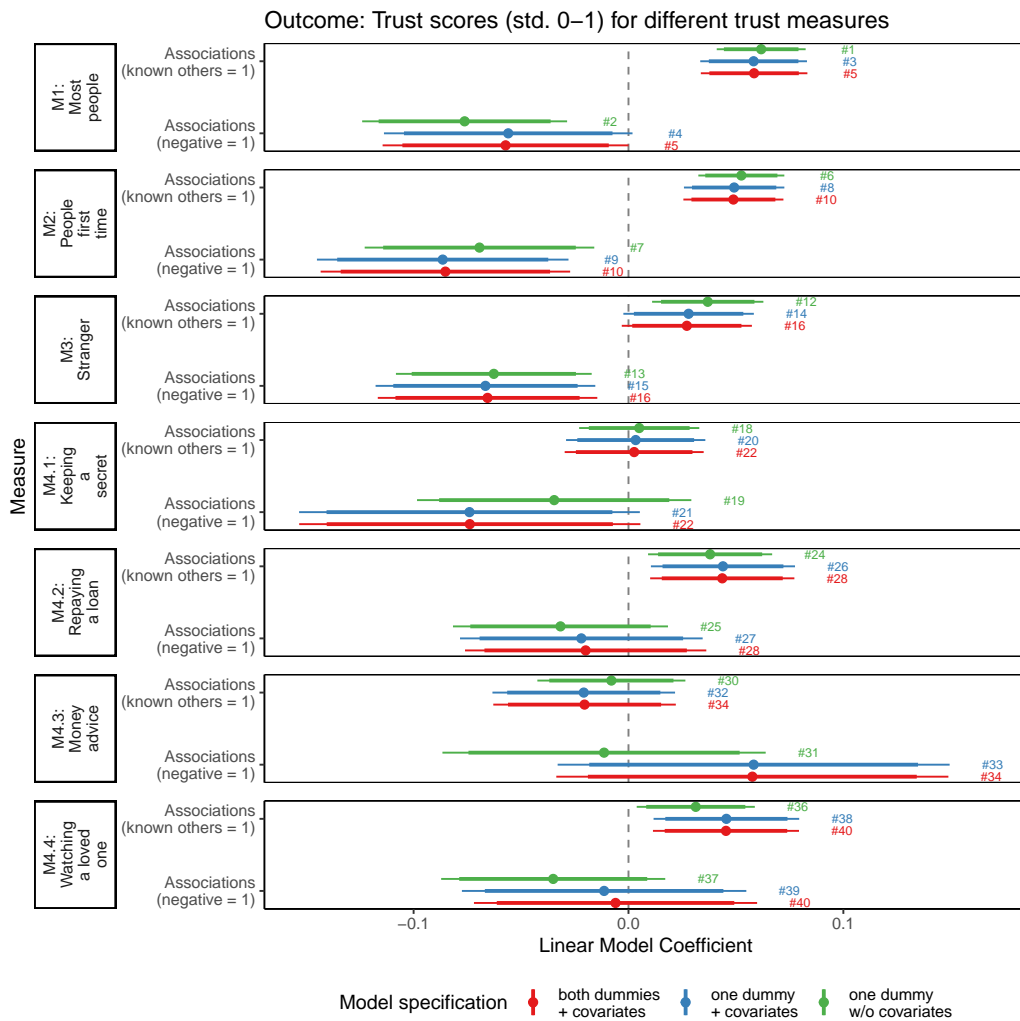 Outcome: Trust scores (std. 0−1) for different trust measures
Measure
M1:
Most
people
Associations
(known others = 1)
#1
#3
#5
Associations
(negative = 1)
#2
#4
#5
M2:
People
first
time
Associations
(known others = 1)
#6
#8
#10
Associations
(negative = 1)
#7
#9
#10
M3:
Stranger
Associations
(known others = 1)
#12
#14
#16
Associations
(negative = 1)
#13
#15
#16
M4.1:
Keeping
a
secret
Associations
(known others = 1)
#18
#20
#22
Associations
(negative = 1)
#19
#21
#22
M4.2:
Repaying
a loan
Associations
(known others = 1)
#24
#26
#28
Associations
(negative = 1)
#25
#27
#28
M4.3:
Money
advice
Associations
(known others = 1)
#30
#32
#34
Associations
(negative = 1)
#31
#33
#34
M4.4:
Watching
a loved
one
Associations
(known others = 1)
#36
#38
#40
Associations
(negative = 1)
#37
#39
#40
−0.1 0.0 0.1
Linear Model Coefficient
Model specification
both dummies
+ covariates
one dummy
+ covariates
one dummy
w/o covariates